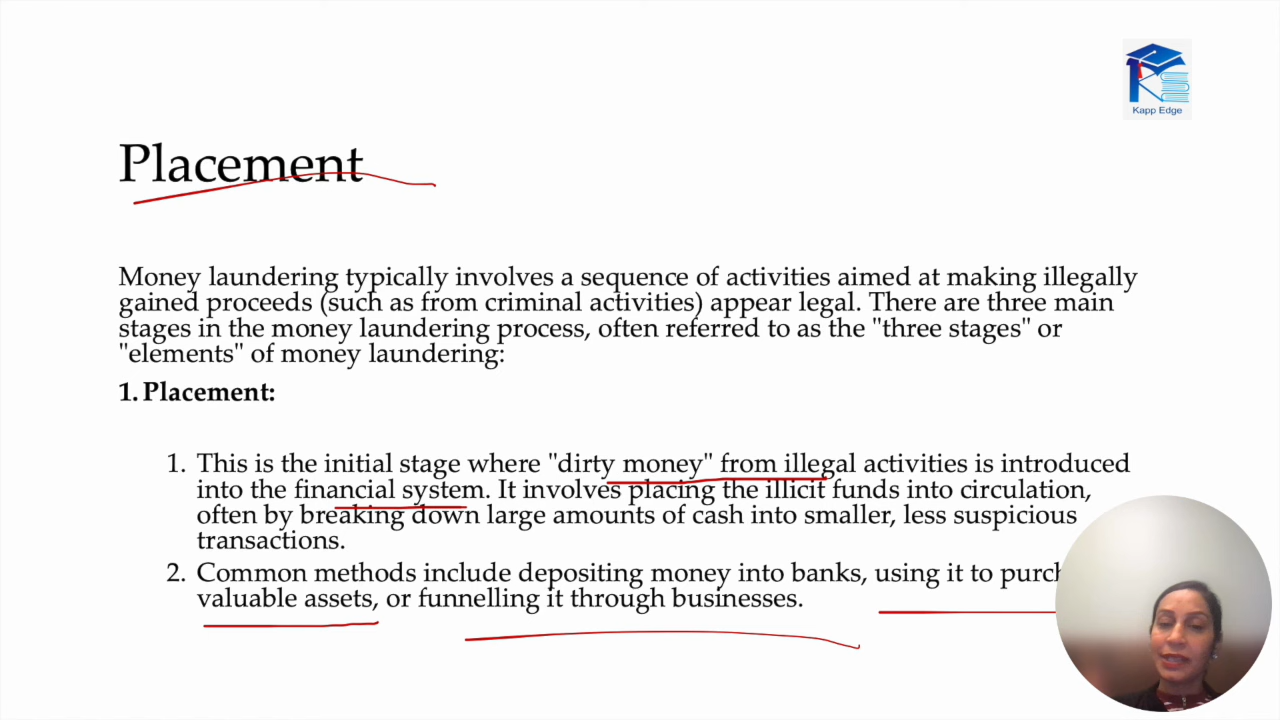 Kapp Edge
Placement
Money laundering typically involves a sequence of activities aimed at making illegally
gained proceeds (such as from criminal activities) appear legal. There are three main
stages in the money laundering process, often referred to as the "three stages" or
"elements" of money laundering:
1. Placement:
1. This is the initial stage where "dirty money" from illegal activities is introduced
into the financial system. It involves placing the illicit funds into circulation,
often by breaking down large amounts of cash into smaller, less suspicious
transactions.
2. Common methods include depositing money into banks, using it to
valuable assets, or funnelling it through businesses.